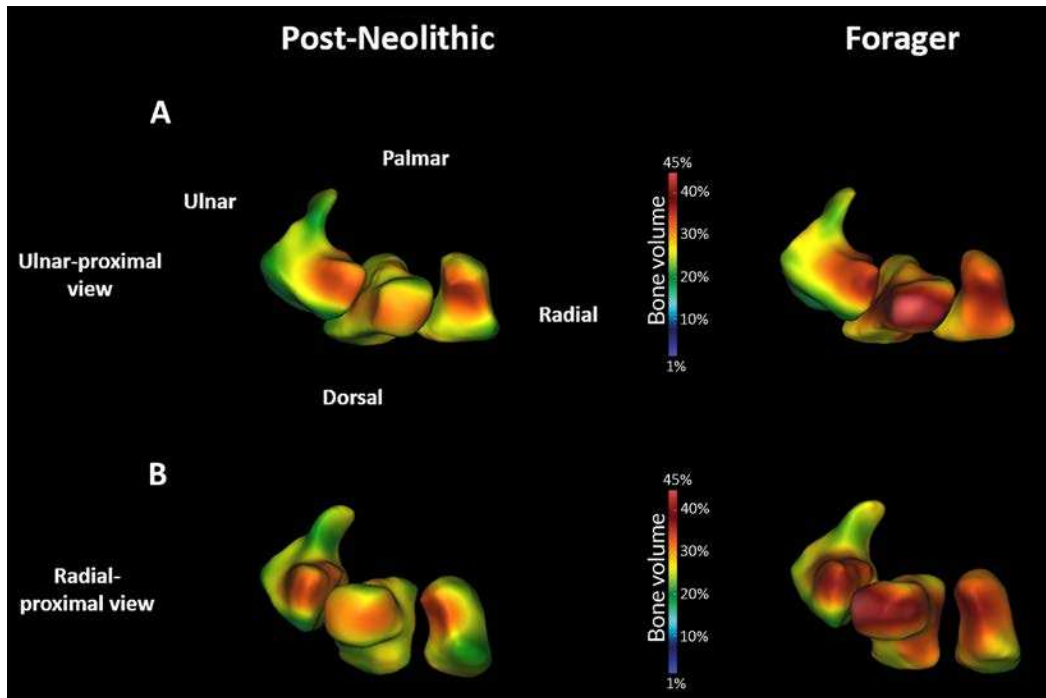 Post-Neolithic
Forager
A
Palmar
Ulnar
Ulnar-proximal
view
Radial
Dorsal
45%
40%
30%
20%
10%
1%
Bone volume
B
Radial-
proximal view
45%
40%
30%
20%
10%
1%
Bone volume